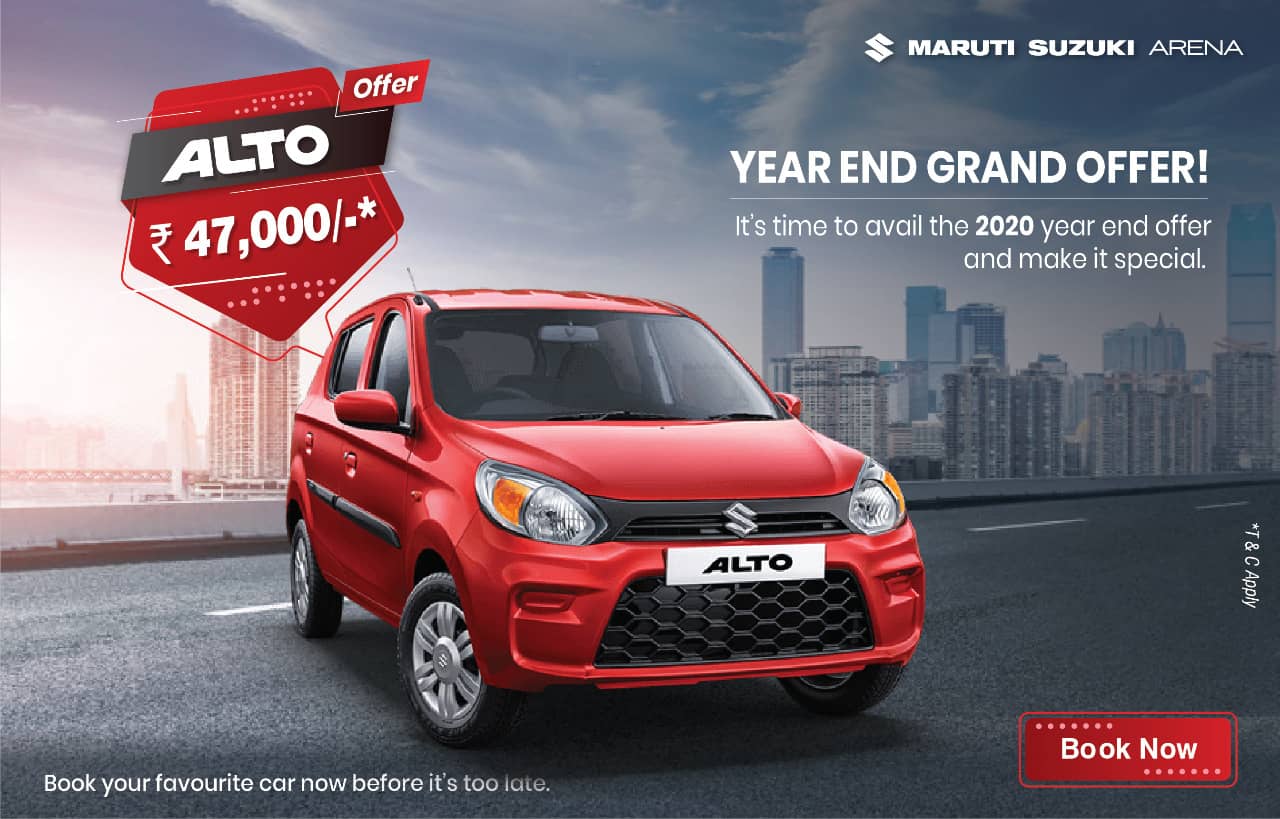 MARUTI SUZUKI ARENA
Offer
ALTO
₹ 47,000/-*
YEAR END GRAND OFFER!
It's time to avail the 2020 year end offer
and make it special.
ALTO
*T & C Apply
Book Now
Book your favourite car now before it's too late.